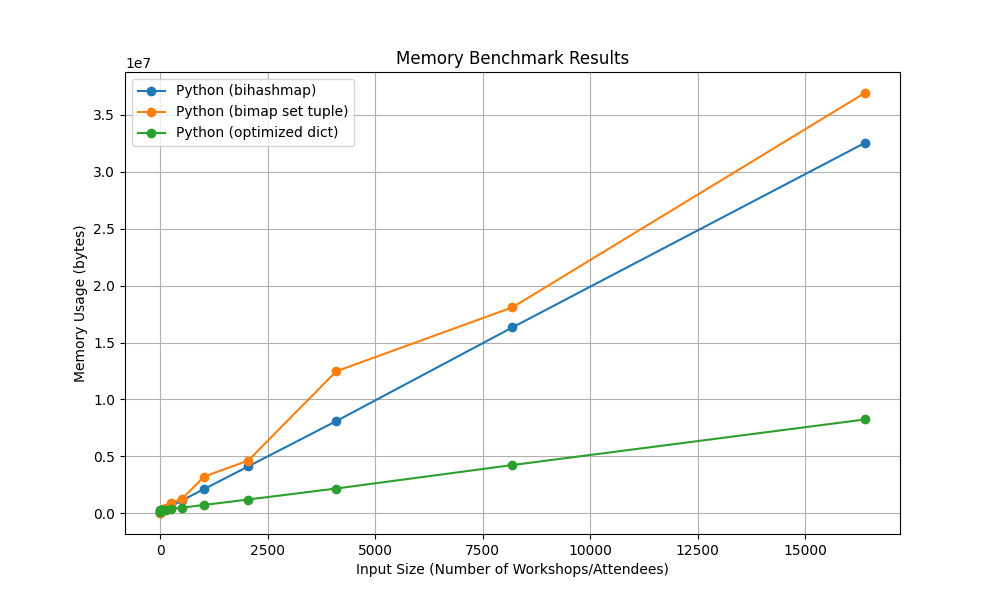 Memory Benchmark Results
1e7
Python (bihashmap)
Python (bimap set tuple)
Python (optimized dict)
Memory Usage (bytes)
3.5
3.0
2.5
2.0
1.5
1.0
0.5
0.0
0 2500 5000 7500 10000 12500 15000
Input Size (Number of Workshops/Attendees)